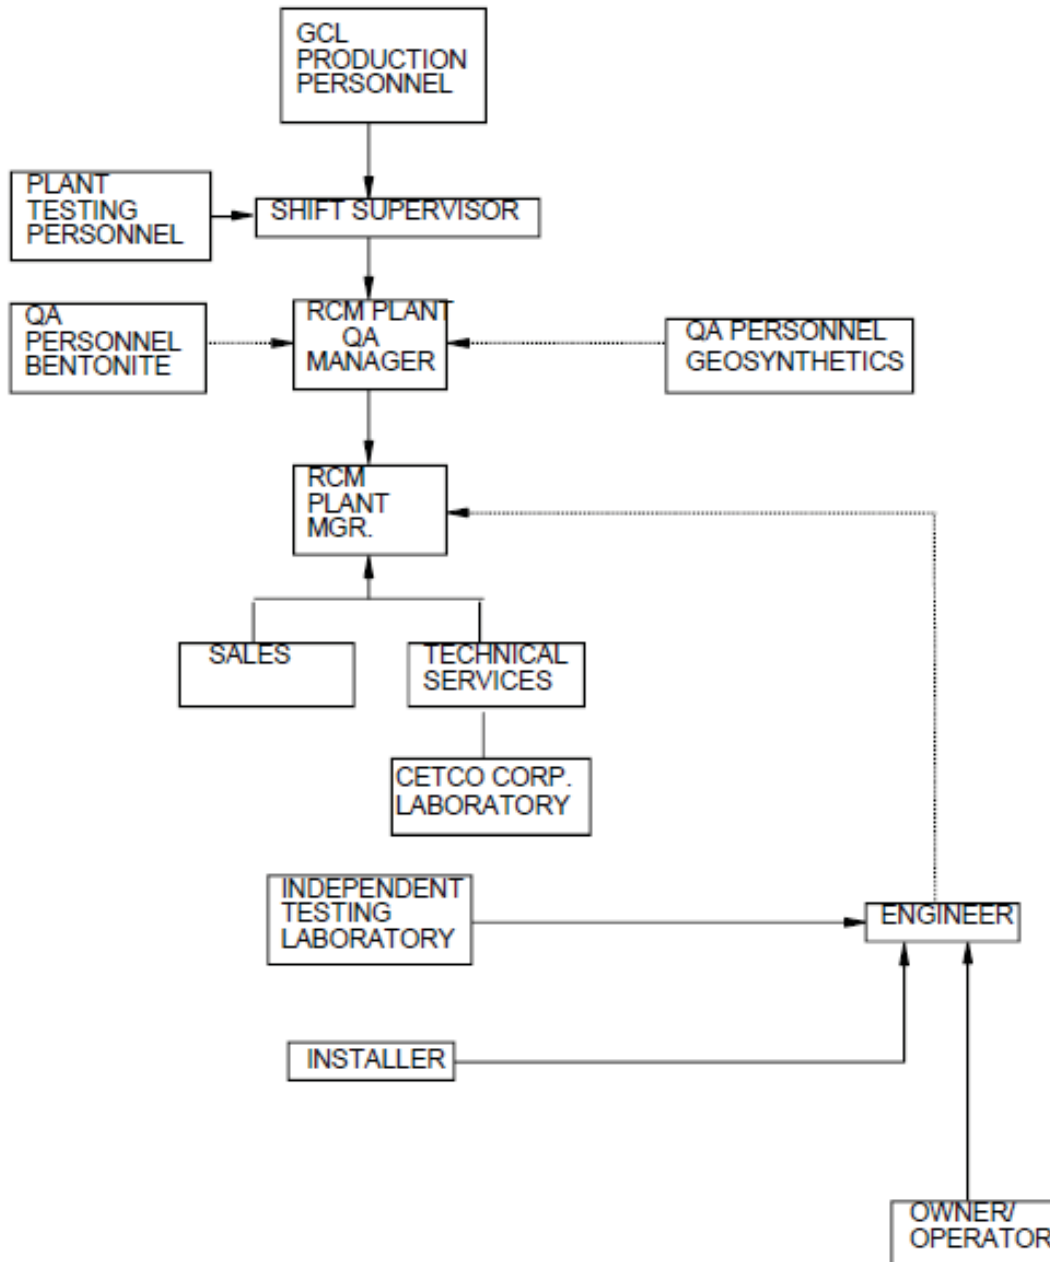 GCL
PRODUCTION
PERSONNEL
PLANT
TESTING
PERSONNEL
SHIFT SUPERVISOR
QA
PERSONNEL
BENTONITE
RCM PLANT
QA
MANAGER
QA PERSONNEL
GEOSYNTHETICS
RCM
PLANT
MGR.
SALES
TECHNICAL
SERVICES
CETCO CORP.
LABORATORY
INDEPENDENT
TESTING
LABORATORY
ENGINEER
INSTALLER
OWNER/
OPERATOR